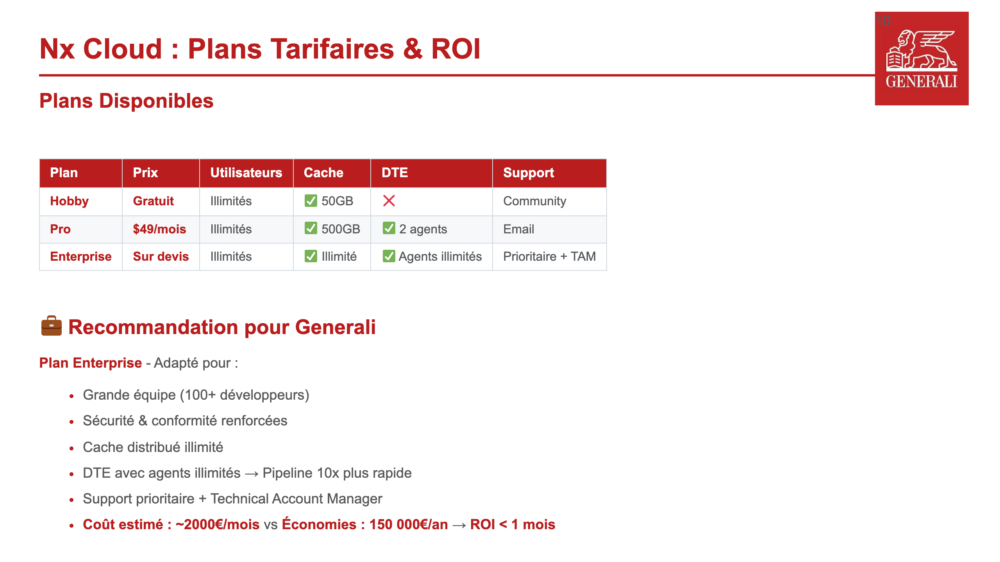 10
GENERALI
Nx Cloud : Plans Tarifaires & ROI
Plans Disponibles
Plan Prix Utilisateurs Cache DTE Support
Hobby Gratuit Illimités ✅ 50GB ❌ Community
Pro $49/mois Illimités ✅ 500GB ✅ 2 agents Email
Enterprise Sur devis Illimités ✅ Illimité ✅ Agents illimités Prioritaire + TAM
💼 Recommandation pour Generali
Plan Enterprise - Adapté pour :
• Grande équipe (100+ développeurs)
• Sécurité & conformité renforcées
• Cache distribué illimité
• DTE avec agents illimités → Pipeline 10x plus rapide
• Support prioritaire + Technical Account Manager
• Coût estimé : ~2000€/mois vs Économies : 150 000€/an → ROI < 1 mois